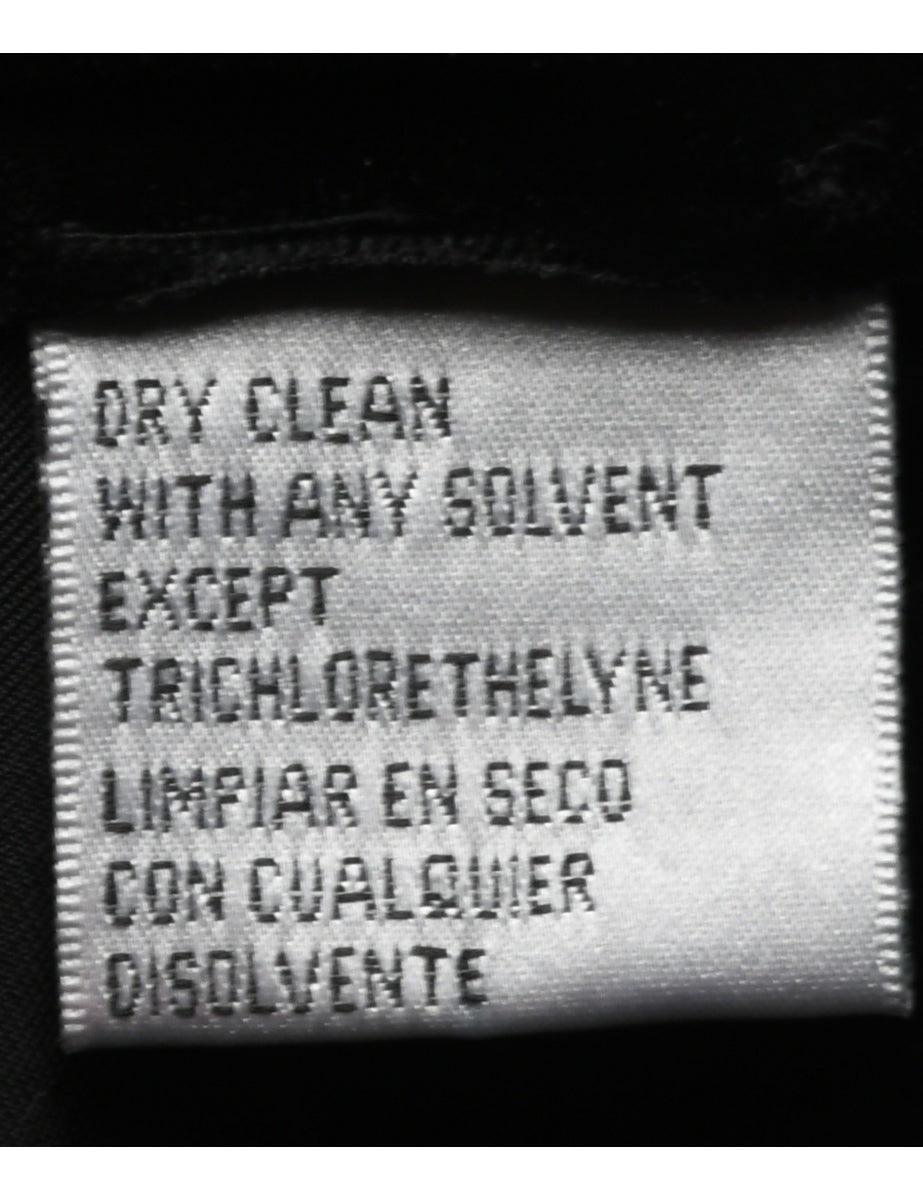 DRY CLEAN
WITH ANY SOLVENT
EXCEPT
TRICHLORETHELYNE
LIMPIAR EN SECO
CON CUALQUIER
DISOLVENTE